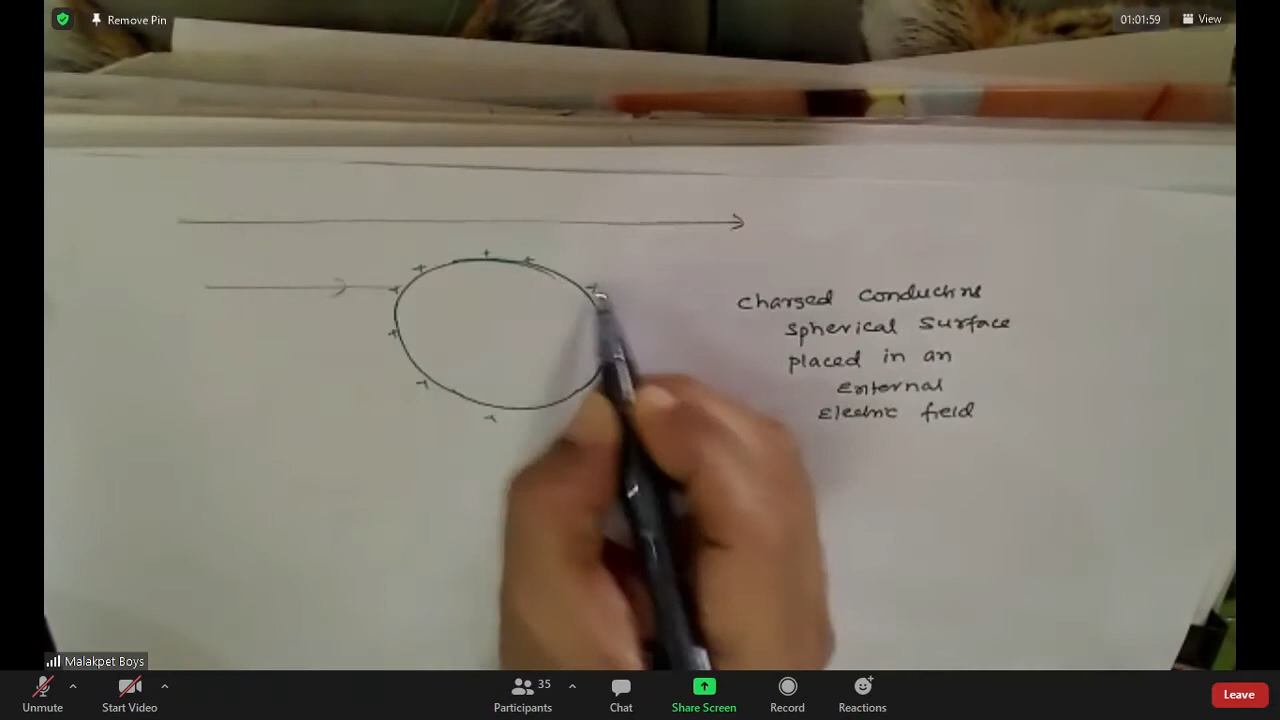 Remove Pin
01:01:59
View
Charged conducting
Spherical Surface
placed in an
External
Electric field
Malakpet Boys
Unmute
Start Video
Participants
35
Chat
Share Screen
Record
Reactions
Leave